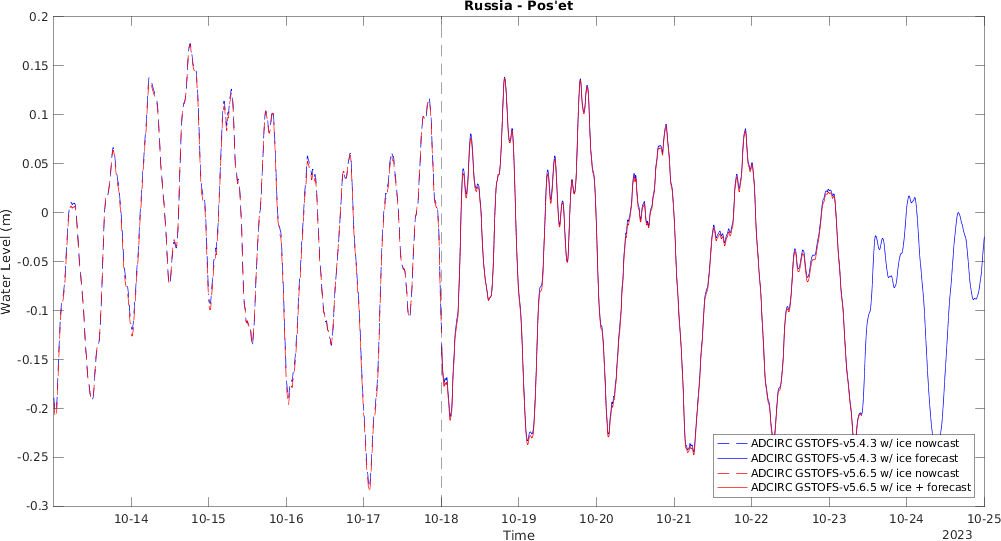 Russia - Pos'et
Water Level (m)
0.2
0.15
0.1
0.05
0
-0.05
-0.1
-0.15
-0.2
-0.25
-0.3
ADCIRC GSTOFS-v5.4.3 w/ ice nowcast
ADCIRC GSTOFS-v5.4.3 w/ ice forecast
ADCIRC GSTOFS-v5.6.5 w/ ice nowcast
ADCIRC GSTOFS-v5.6.5 w/ ice + forecast
10-14 10-15 10-16 10-17 10-18 10-19 10-20 10-21 10-22 10-23 10-24 10-25
Time
2023